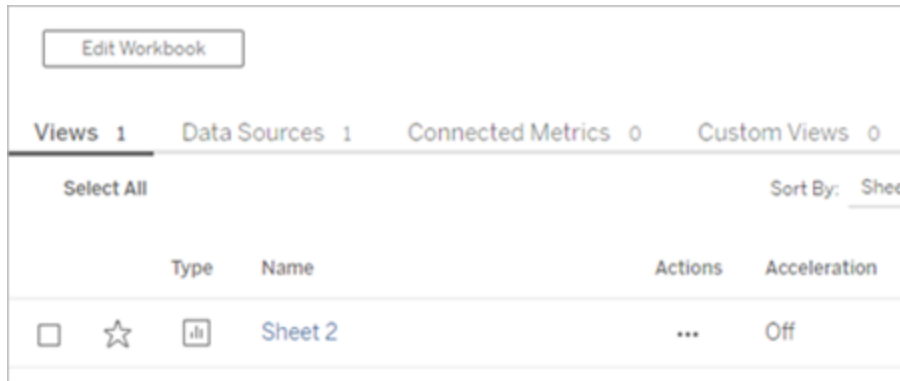 Edit Workbook
Views 1 Data Sources 1 Connected Metrics 0 Custom Views 0
Select All Sort By: Shee
Type Name Actions Acceleration
Sheet 2 ••• Off